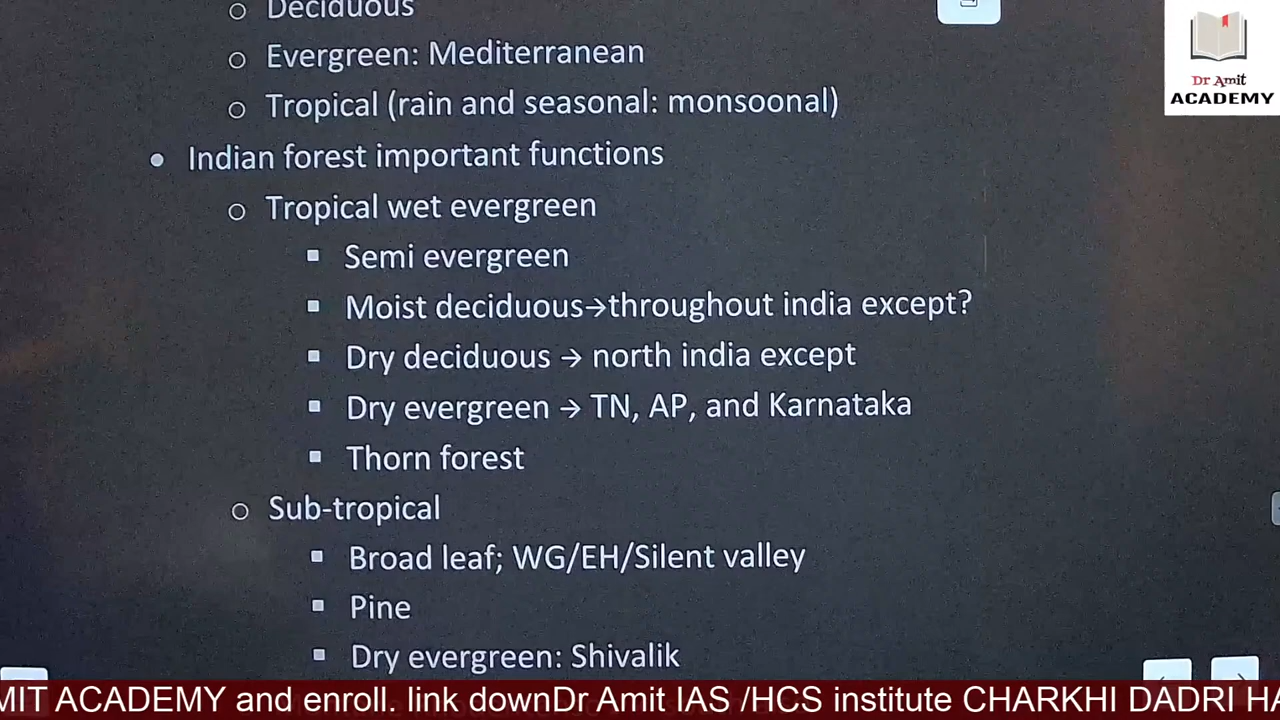 Deciduous
Evergreen: Mediterranean
Tropical (rain and seasonal: monsoonal)
Indian forest important functions
Tropical wet evergreen
Semi evergreen
Moist deciduous→throughout india except?
Dry deciduous → north india except
Dry evergreen → TN, AP, and Karnataka
Thorn forest
Sub-tropical
Broad leaf; WG/EH/Silent valley
Pine
Dry evergreen: Shivalik
Dr Amit
ACADEMY
MIT ACADEMY and enroll. link downDr Amit IAS /HCS institute CHARKHI DADRI HA